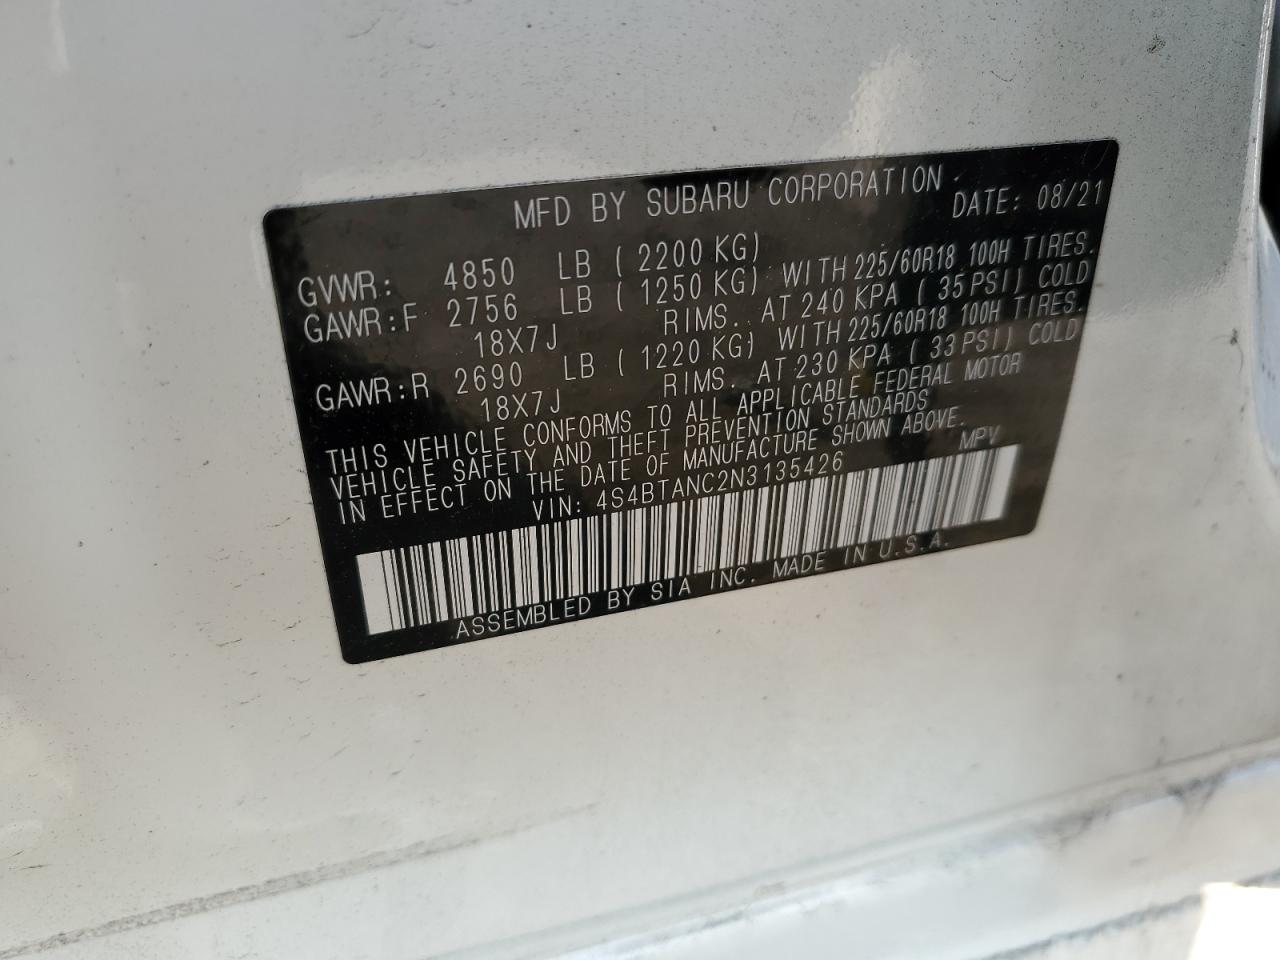 MFD BY SUBARU CORPORATION DATE: 08/21
GVWR: 4850 LB (2200 KG)
GAWR:F 2756 LB (1250 KG) WITH 225/60R18 100H TIRES.
18X7J RIMS. AT 240 KPA (35 PSI) COLD
GAWR:R 2690 LB (1220 KG) WITH 225/60R18 100H TIRES.
18X7J RIMS. AT 230 KPA (33 PSI) COLD
THIS VEHICLE CONFORMS TO ALL APPLICABLE FEDERAL MOTOR
VEHICLE SAFETY AND THEFT PREVENTION STANDARDS
IN EFFECT ON THE DATE OF MANUFACTURE SHOWN ABOVE.
VIN: 4S4BTANC2N3135426 MPV
ASSEMBLED BY SIA INC. MADE IN U.S.A.